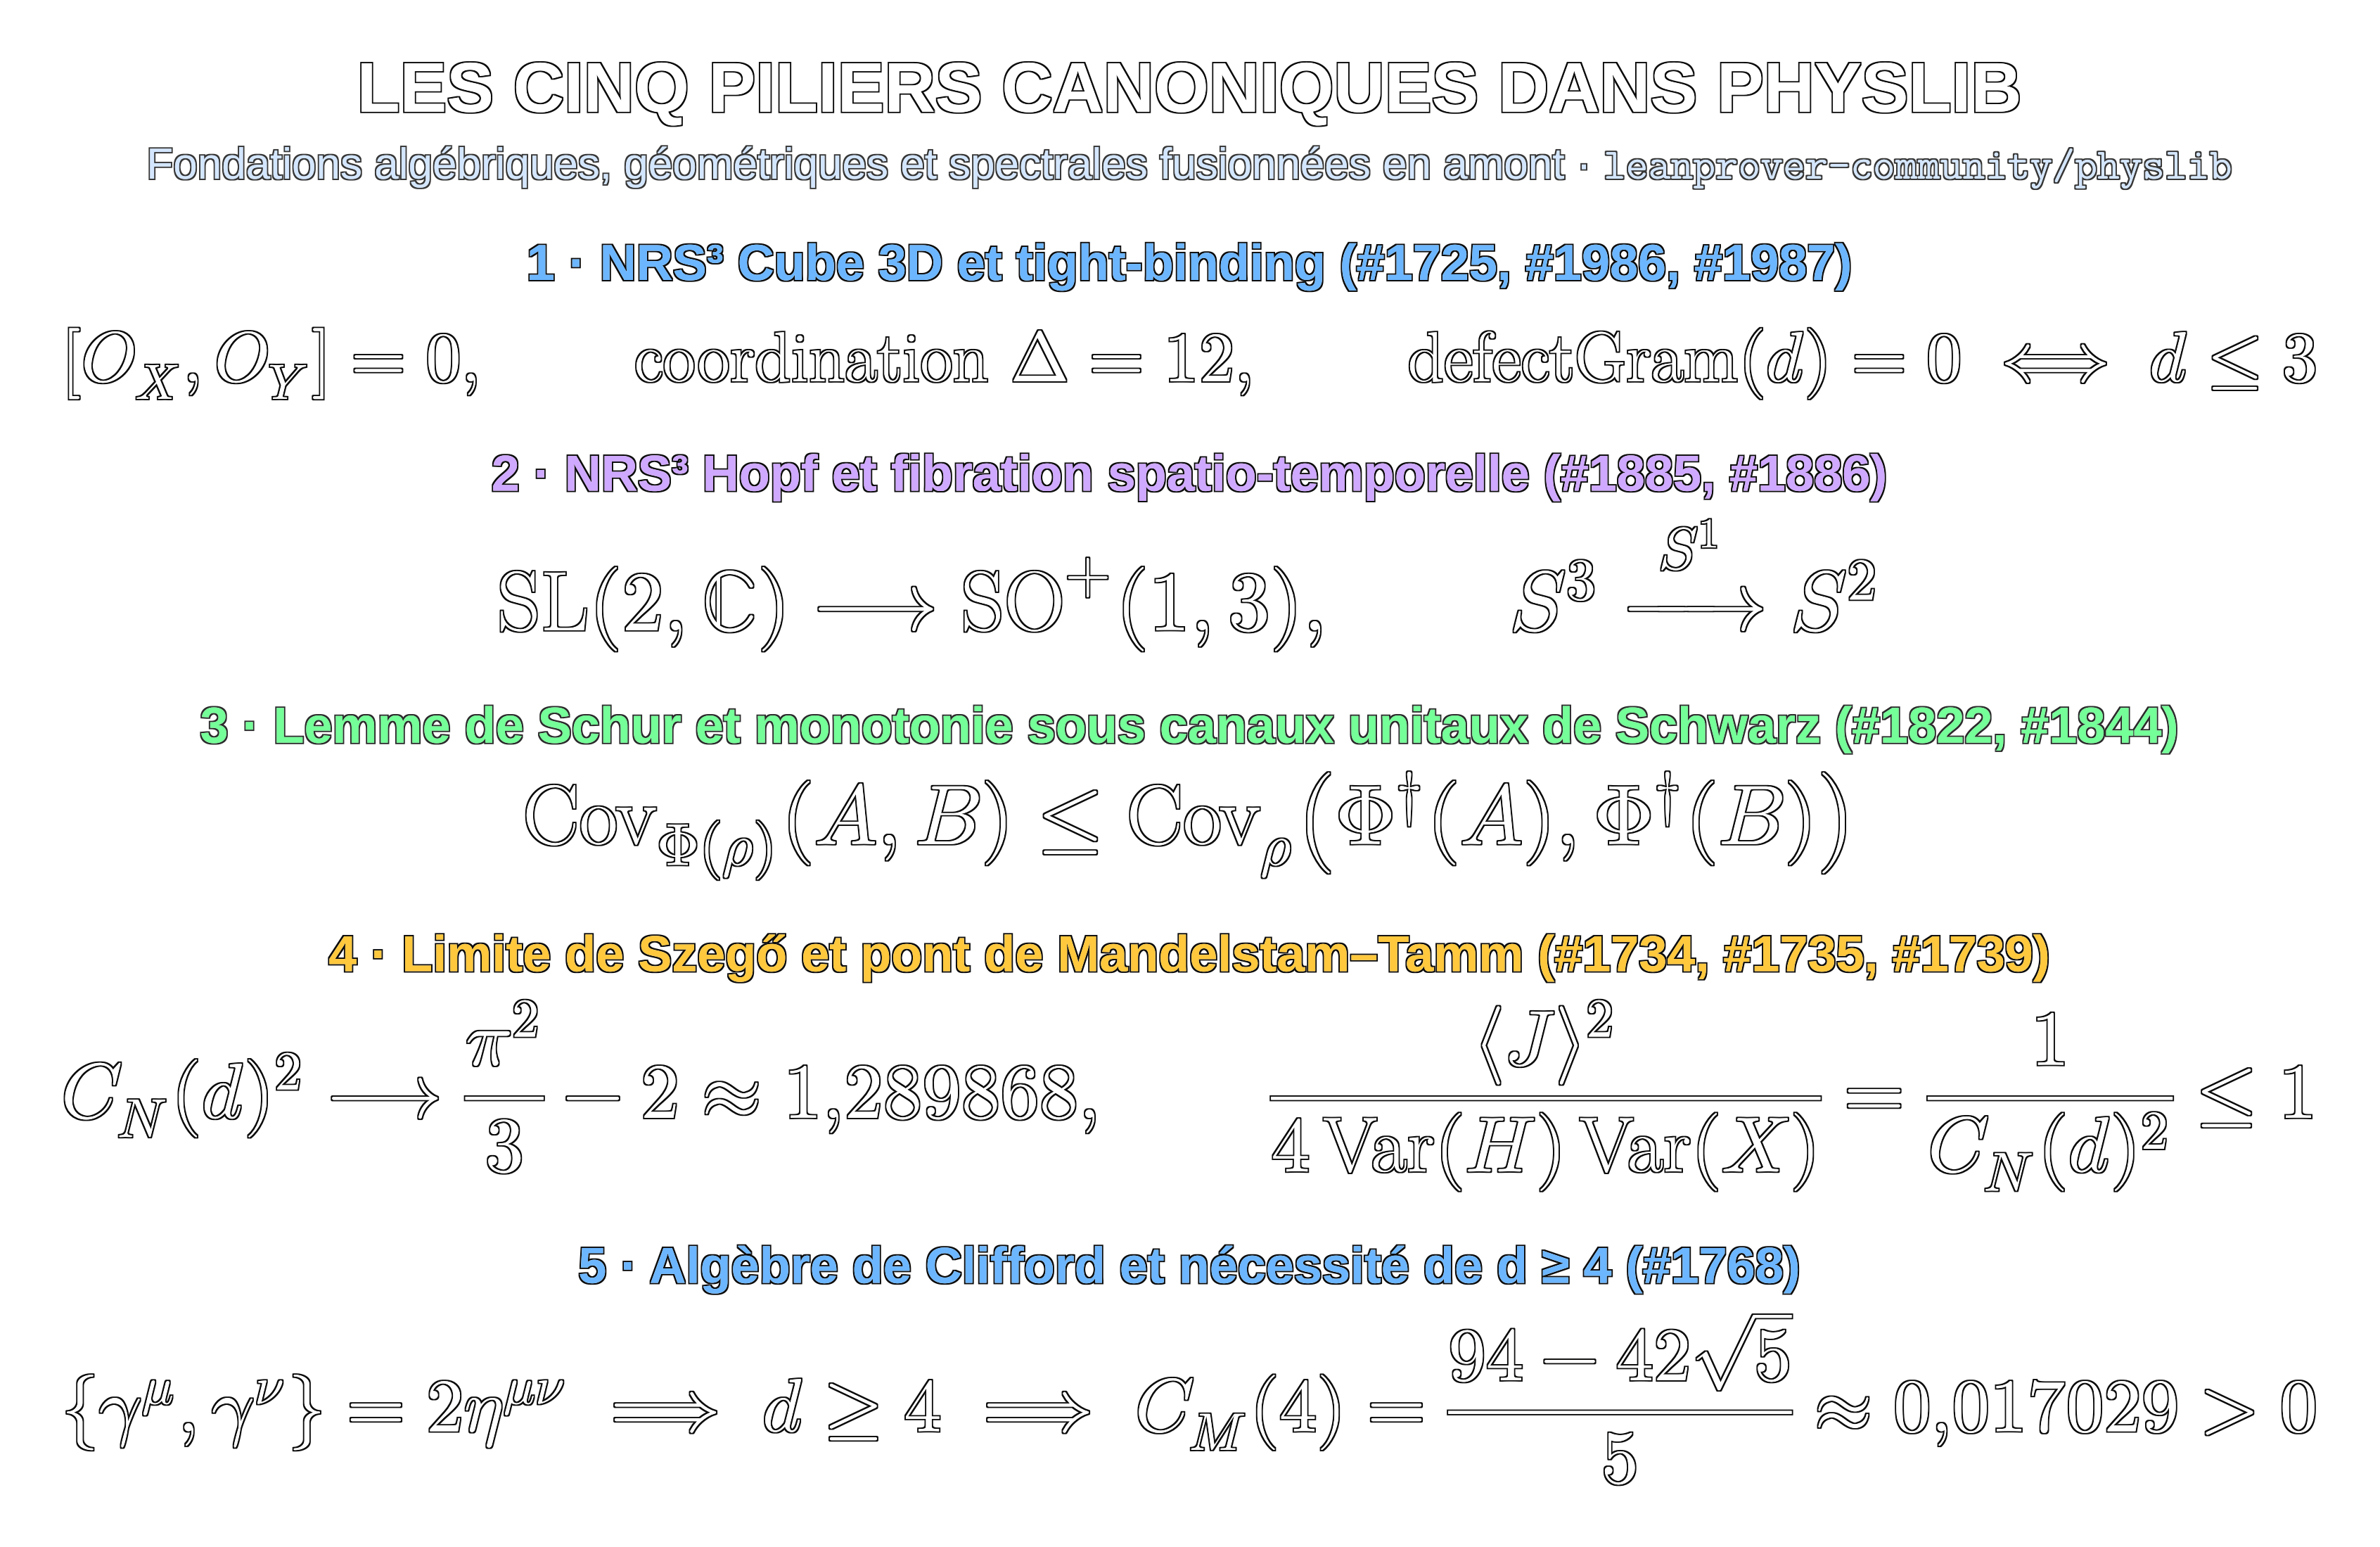 LES CINQ PILIERS CANONIQUES DANS PHYSLIB
Fondations algébriques, géométriques et spectrales fusionnées en amont · leanprover-community/physlib
1 · NRS³ Cube 3D et tight-binding (#1725, #1986, #1987)
[O_X, O_Y] = 0, coordination Δ = 12, defectGram(d) = 0 ⟺ d ≤ 3
2 · NRS³ Hopf et fibration spatio-temporelle (#1885, #1886)
SL(2, ℂ) ⟶ SO⁺(1, 3), S³ \xrightarrow{S¹} S²
3 · Lemme de Schur et monotonie sous canaux unitaux de Schwarz (#1822, #1844)
Cov_{Φ(ρ)}(A, B) ≤ Cov_ρ(Φ†(A), Φ†(B))
4 · Limite de Szegő et pont de Mandelstam–Tamm (#1734, #1735, #1739)
C_N(d)² ⟶ \frac{π²}{3} − 2 ≈ 1,289868, \frac{⟨J⟩²}{4 Var(H) Var(X)} = \frac{1}{C_N(d)²} ≤ 1
5 · Algèbre de Clifford et nécessité de d ≥ 4 (#1768)
{γ^μ, γ^ν} = 2η^{μν} ⟹ d ≥ 4 ⟹ C_M(4) = \frac{94 − 42√5}{5} ≈ 0,017029 > 0